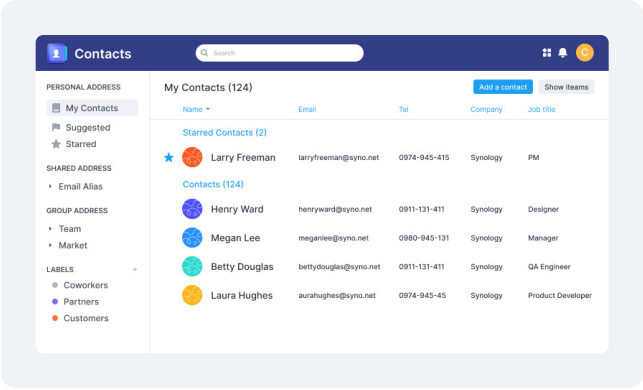 Contacts
Search
C
PERSONAL ADDRESS
My Contacts
Suggested
Starred
SHARED ADDRESS
Email Alias
GROUP ADDRESS
Team
Market
LABELS +
Coworkers
Partners
Customers
My Contacts (124)
Add a contact
Show iteams
Name Email Tel Company Job title
Starred Contacts (2)
Larry Freeman larryfreeman@syno.net 0974-945-415 Synology PM
Contacts (124)
Henry Ward henryward@syno.net 0911-131-411 Synology Designer
Megan Lee meganlee@syno.net 0980-945-131 Synology Manager
Betty Douglas bettydouglas@syno.net 0911-131-411 Synology QA Engineer
Laura Hughes aurahughes@syno.net 0974-945-45 Synology Product Developer